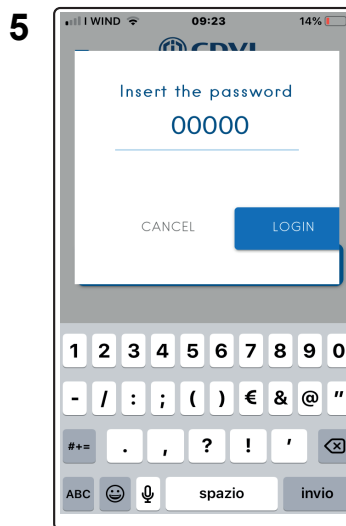 5
I WIND 09:23 14%
CDVI
Insert the password
00000
CANCEL LOGIN
1 2 3 4 5 6 7 8 9 0
- / : ; ( ) € & @ "
#+= . , ? ! '
ABC spazio invio